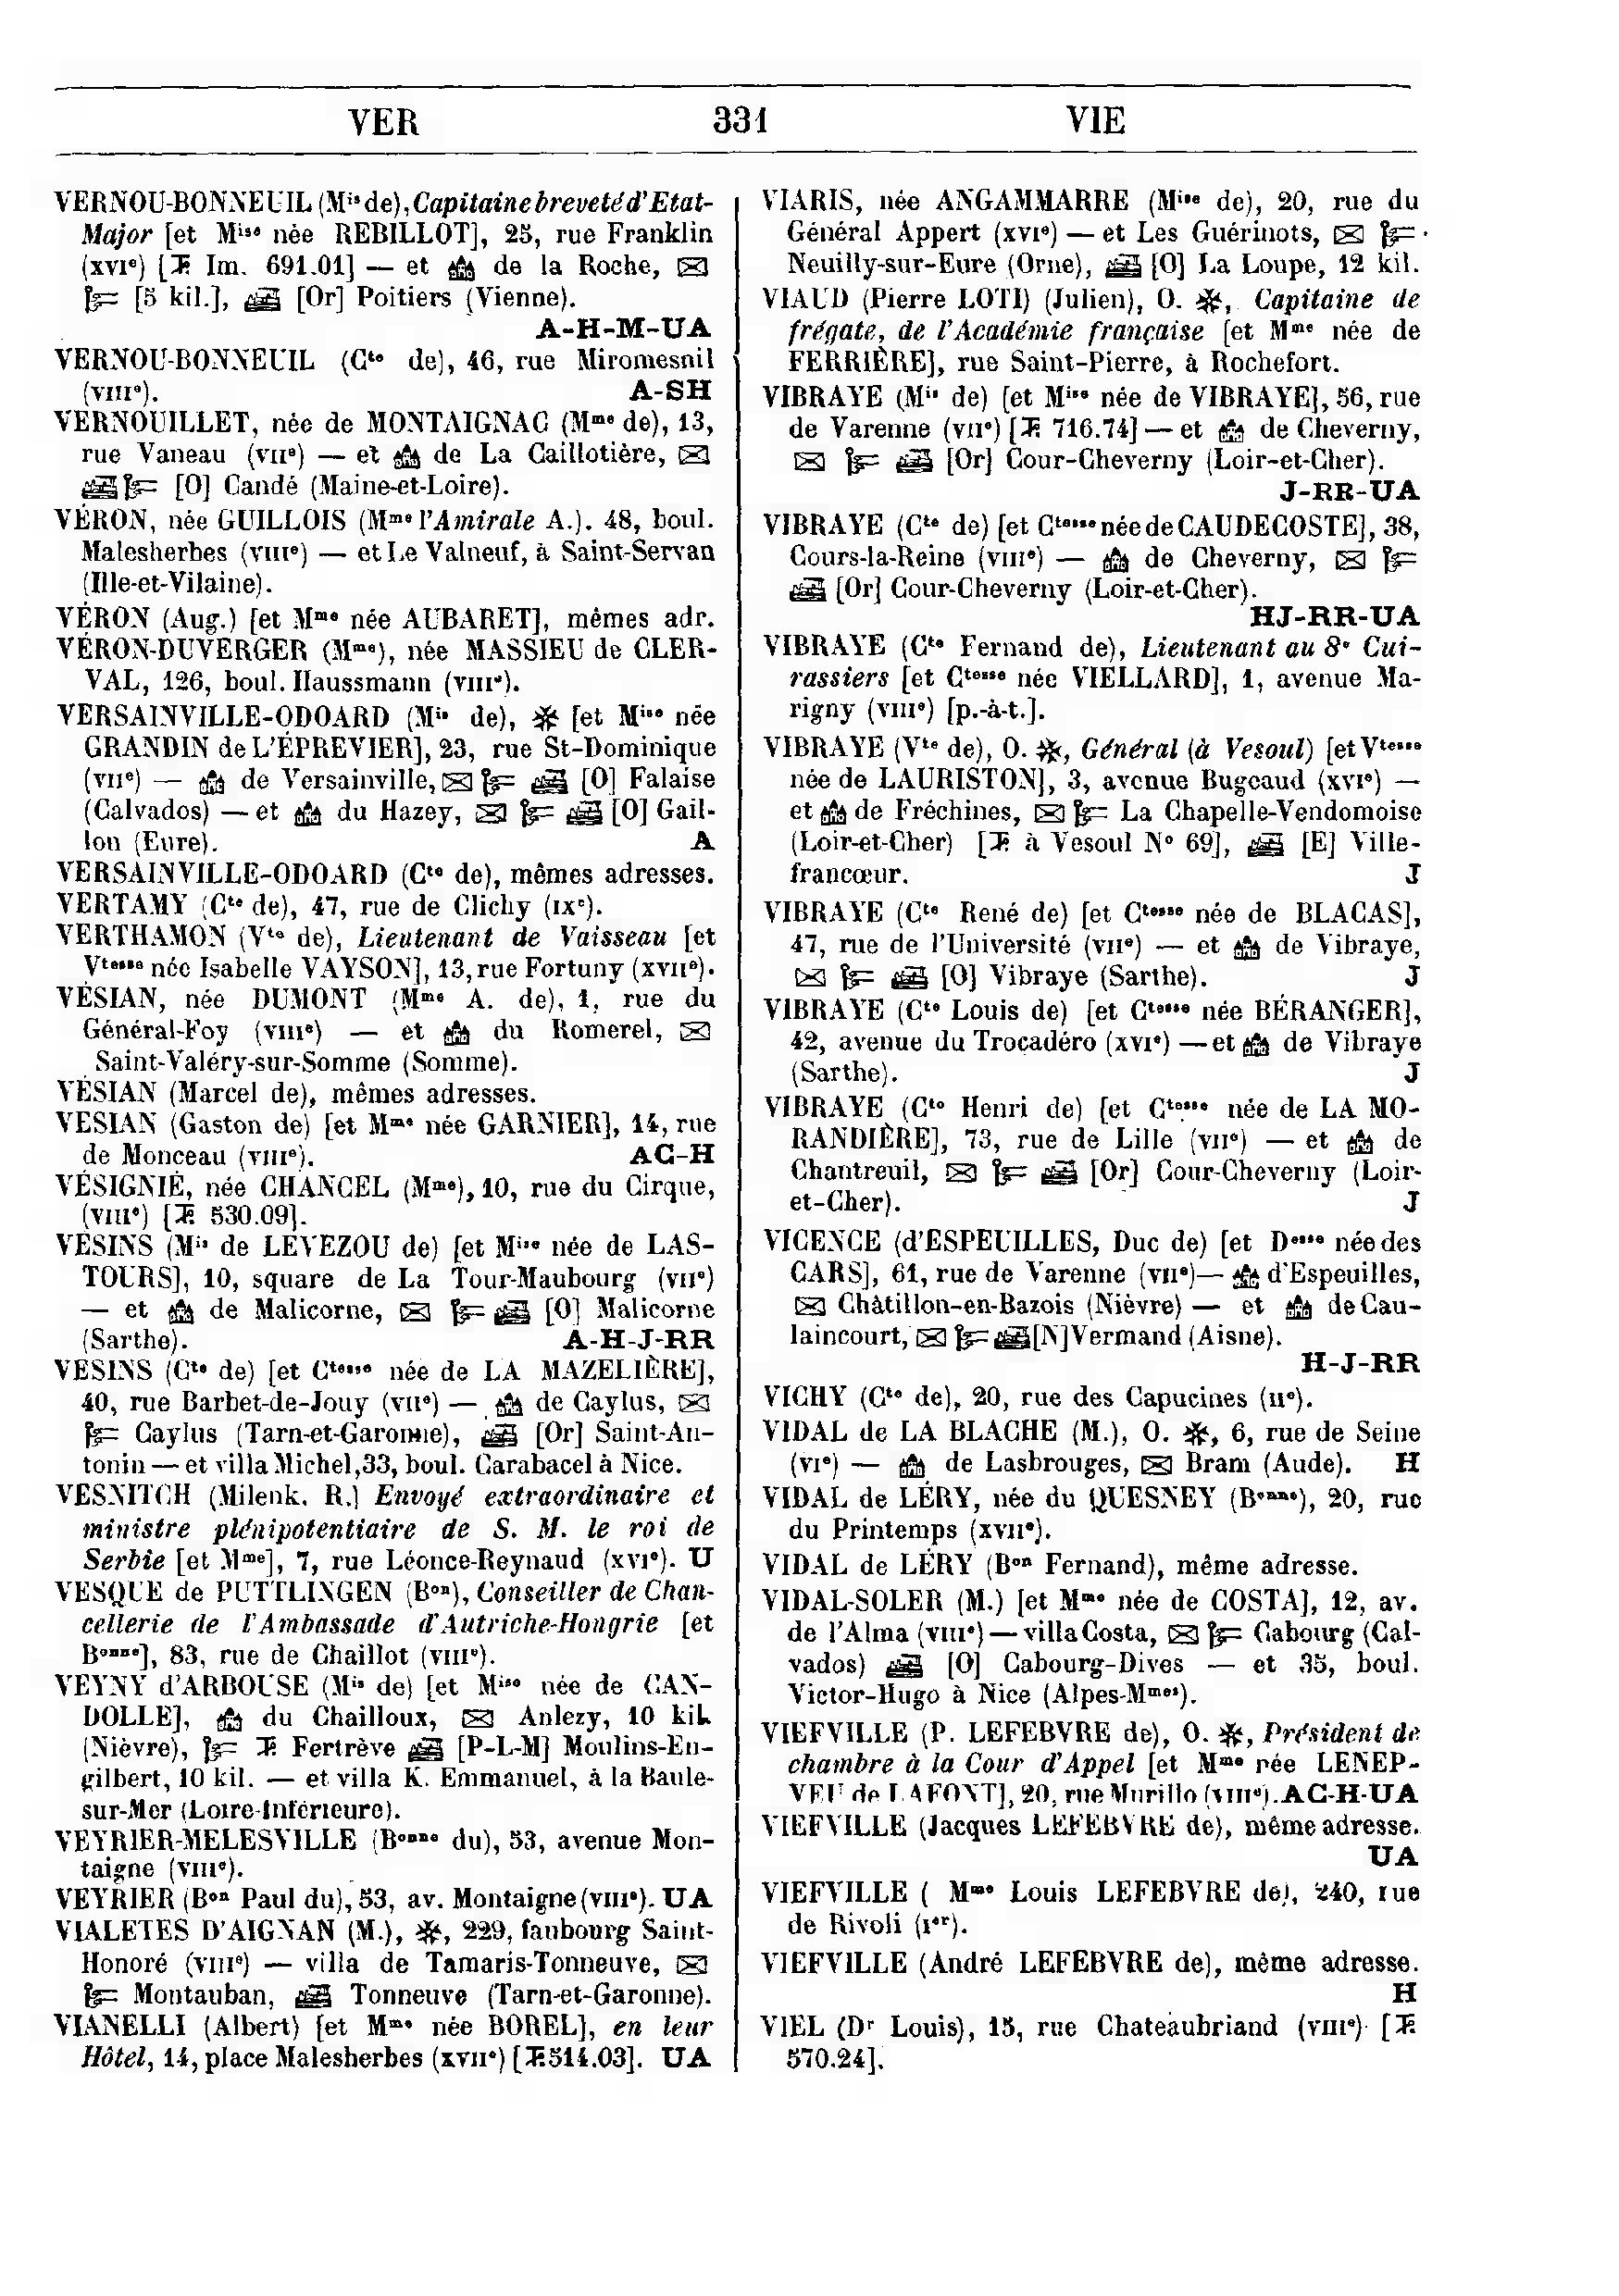 VER 331 VIE
VERNOU-BONNEUIL (Mis de), Capitaine breveté d'Etat-
Major [et Mise née REBILLOT], 25, rue Franklin
(XVIe) [T. Im. 691.01] — et de la Roche,
[5 kil.], [Or] Poitiers (Vienne).
A-H-M-UA
VERNOU-BONNEUIL (Cte de), 46, rue Miromesnil
(VIIIe). A-SH
VERNOUILLET, née de MONTAIGNAC (Mme de), 13,
rue Vaneau (VIIe) — et de La Caillotière,
[O] Candé (Maine-et-Loire).
VÉRON, née GUILLOIS (Mme l'Amirale A.). 48, boul.
Malesherbes (VIIIe) — et Le Valneuf, à Saint-Servan
(Ille-et-Vilaine).
VÉRON (Aug.) [et Mme née AUBARET], mêmes adr.
VÉRON-DUVERGER (Mme), née MASSIEU de CLER-
VAL, 126, boul. Haussmann (VIIIe).
VERSAINVILLE-ODOARD (Mis de), ✻ [et Mise née
GRANDIN de L'ÉPREVIER], 23, rue St-Dominique
(VIIe) — de Versainville, [O] Falaise
(Calvados) — et du Hazey, [O] Gail-
lon (Eure). A
VERSAINVILLE-ODOARD (Cte de), mêmes adresses.
VERTAMY (Cte de), 47, rue de Clichy (IXe).
VERTHAMON (Vte de), Lieutenant de Vaisseau [et
Vtesse née Isabelle VAYSON], 13, rue Fortuny (XVIIe).
VÉSIAN, née DUMONT (Mme A. de), 1, rue du
Général-Foy (VIIIe) — et du Romerel,
Saint-Valéry-sur-Somme (Somme).
VÉSIAN (Marcel de), mêmes adresses.
VESIAN (Gaston de) [et Mme née GARNIER], 14, rue
de Monceau (VIIIe). AC-H
VÉSIGNIÉ, née CHANCEL (Mme), 10, rue du Cirque,
(VIIIe) [T. 530.09].
VÉSINS (Mis de LEVEZOU de) [et Mise née de LAS-
TOURS], 10, square de La Tour-Maubourg (VIIe)
— et de Malicorne, [O] Malicorne
(Sarthe). A-H-J-RR
VESINS (Cte de) [et Ctesse née de LA MAZELIÈRE],
40, rue Barbet-de-Jouy (VIIe) — de Caylus,
Caylus (Tarn-et-Garonne), [Or] Saint-An-
tonin — et villa Michel, 33, boul. Carabacel à Nice.
VESNITCH (Milenk. R.) Envoyé extraordinaire et
ministre plénipotentiaire de S. M. le roi de
Serbie [et Mme], 7, rue Léonce-Reynaud (XVIe). U
VESQUE de PUTTLINGEN (Bon), Conseiller de Chan-
cellerie de l'Ambassade d'Autriche-Hongrie [et
Bonne], 83, rue de Chaillot (VIIIe).
VEYNY d'ARBOUSE (Mis de) [et Mise née de CAN-
DOLLE], du Chailloux, Anlezy, 10 kil.
(Nièvre), T. Fertrève [P-L-M] Moulins-En-
gilbert, 10 kil. — et villa K. Emmanuel, à la Baule-
sur-Mer (Loire-Inférieure).
VEYRIER-MELESVILLE (Bonne du), 53, avenue Mon-
taigne (VIIIe).
VEYRIER (Bon Paul du), 53, av. Montaigne (VIIIe). UA
VIALETES D'AIGNAN (M.), ✻, 229, faubourg Saint-
Honoré (VIIIe) — villa de Tamaris-Tonneuve,
Montauban, Tonneuve (Tarn-et-Garonne).
VIANELLI (Albert) [et Mme née BOREL], en leur
Hôtel, 14, place Malesherbes (XVIIe) [T. 514.03]. UA
VIARIS, née ANGAMMARRE (Mise de), 20, rue du
Général Appert (XVIe) — et Les Guérinots,
Neuilly-sur-Eure (Orne), [O] La Loupe, 12 kil.
VIAUD (Pierre LOTI) (Julien), O. ✻, Capitaine de
frégate, de l'Académie française [et Mme née de
FERRIÈRE], rue Saint-Pierre, à Rochefort.
VIBRAYE (Mis de) [et Mise née de VIBRAYE], 56, rue
de Varenne (VIIe) [T. 716.74] — et de Cheverny,
[Or] Cour-Cheverny (Loir-et-Cher).
J-RR-UA
VIBRAYE (Cte de) [et Ctesse née de CAUDECOSTE], 38,
Cours-la-Reine (VIIIe) — de Cheverny,
[Or] Cour-Cheverny (Loir-et-Cher).
HJ-RR-UA
VIBRAYE (Cte Fernand de), Lieutenant au 8e Cui-
rassiers [et Ctesse née VIELLARD], 1, avenue Ma-
rigny (VIIIe) [p.-à-t.].
VIBRAYE (Vte de), O. ✻, Général (à Vesoul) [et Vtesse
née de LAURISTON], 3, avenue Bugeaud (XVIe) —
et de Fréchines, La Chapelle-Vendomoise
(Loir-et-Cher) [T. à Vesoul No 69], [E] Ville-
francœur. J
VIBRAYE (Cte René de) [et Ctesse née de BLACAS],
47, rue de l'Université (VIIe) — et de Vibraye,
[O] Vibraye (Sarthe). J
VIBRAYE (Cte Louis de) [et Ctesse née BÉRANGER],
42, avenue du Trocadéro (XVIe) — et de Vibraye
(Sarthe). J
VIBRAYE (Cte Henri de) [et Ctesse née de LA MO-
RANDIÈRE], 73, rue de Lille (VIIe) — et de
Chantreuil, [Or] Cour-Cheverny (Loir-
et-Cher). J
VICENCE (d'ESPEUILLES, Duc de) [et Desse née des
CARS], 61, rue de Varenne (VIIe) — d'Espeuilles,
Châtillon-en-Bazois (Nièvre) — et de Cau-
laincourt, [N] Vermand (Aisne).
H-J-RR
VICHY (Cte de), 20, rue des Capucines (IIe).
VIDAL de LA BLACHE (M.), O. ✻, 6, rue de Seine
(VIe) — de Lasbrouges, Bram (Aude). H
VIDAL de LÉRY, née du QUESNEY (Bonne), 20, rue
du Printemps (XVIIe).
VIDAL de LÉRY (Bon Fernand), même adresse.
VIDAL-SOLER (M.) [et Mme née de COSTA], 12, av.
de l'Alma (VIIIe) — villa Costa, Cabourg (Cal-
vados) [O] Cabourg-Dives — et 35, boul.
Victor-Hugo à Nice (Alpes-Mmes).
VIEFVILLE (P. LEFEBVRE de), O. ✻, Président de
chambre à la Cour d'Appel [et Mme née LENEP-
VEU de LAFONT], 20, rue Murillo (VIIIe). AC-H-UA
VIEFVILLE (Jacques LEFEBVRE de), même adresse.
UA
VIEFVILLE ( Mme Louis LEFEBVRE de), 240, rue
de Rivoli (Ier).
VIEFVILLE (André LEFEBVRE de), même adresse.
H
VIEL (Dr Louis), 15, rue Chateaubriand (VIIIe) [T.
570.24].